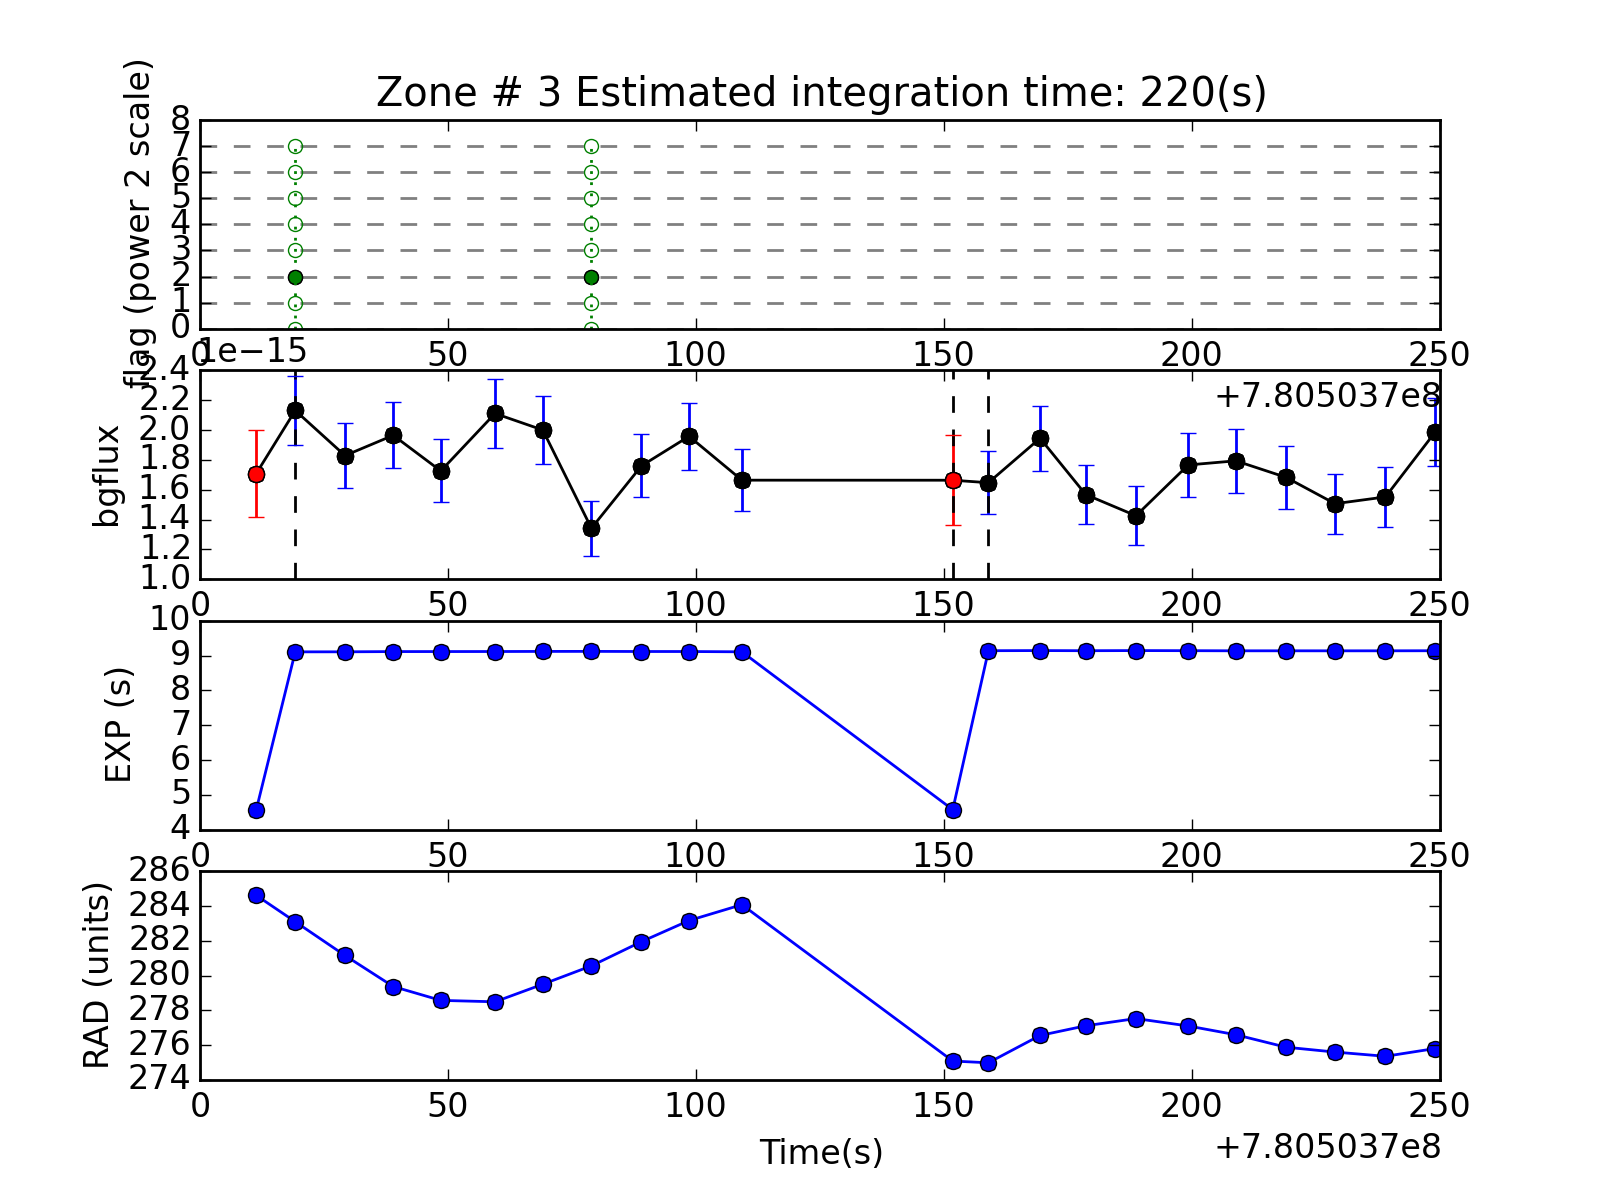 Zone # 3 Estimated integration time: 220(s)
flag (power 2 scale)
8
7
6
5
4
3
2
1
0
0 50 100 150 200 250
1e−15
+7.805037e8
bgflux
2.4
2.2
2.0
1.8
1.6
1.4
1.2
1.0
0 50 100 150 200 250
EXP (s)
10
9
8
7
6
5
4
0 50 100 150 200 250
RAD (units)
286
284
282
280
278
276
274
0 50 100 150 200 250
Time(s)
+7.805037e8